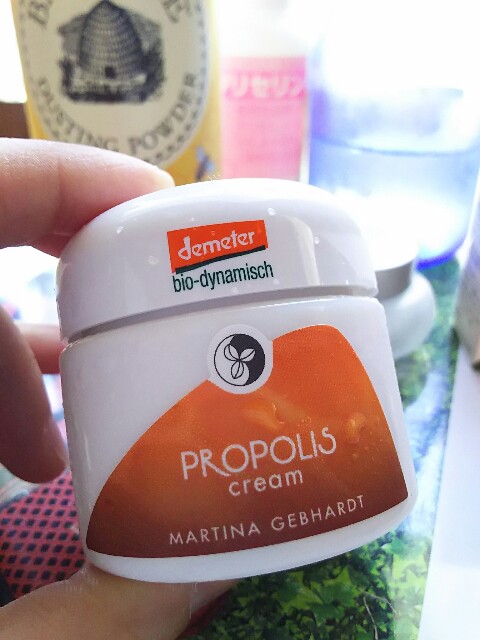 DUSTING POWDER
グリセリン
demeter
bio-dynamisch
PROPOLIS
cream
MARTINA GEBHARDT